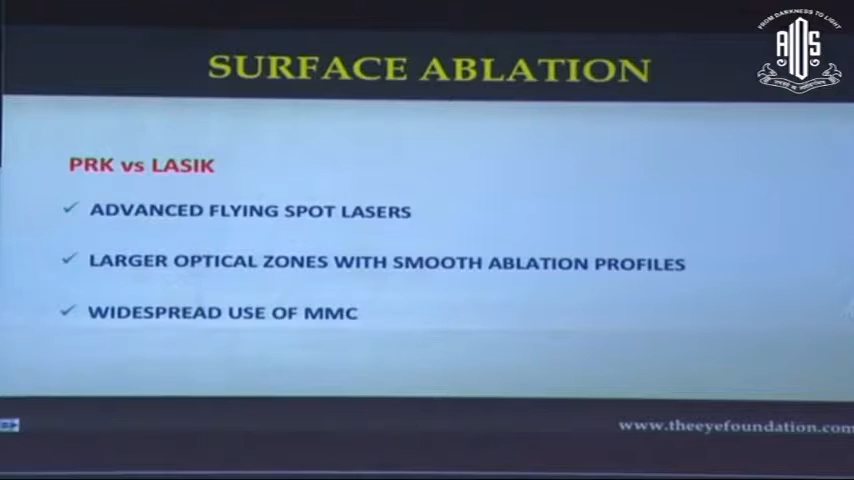 FROM DARKNESS TO LIGHT
AIOS
SURFACE ABLATION
PRK vs LASIK
✓ ADVANCED FLYING SPOT LASERS
✓ LARGER OPTICAL ZONES WITH SMOOTH ABLATION PROFILES
✓ WIDESPREAD USE OF MMC
www.theeyefoundation.com